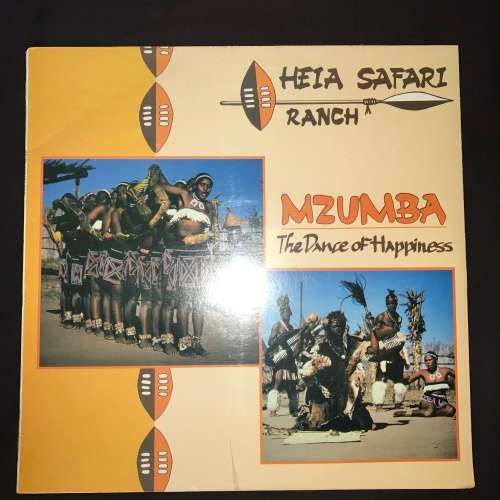 HEIA SAFARI
RANCH
MZUMBA
The Dance of Happiness